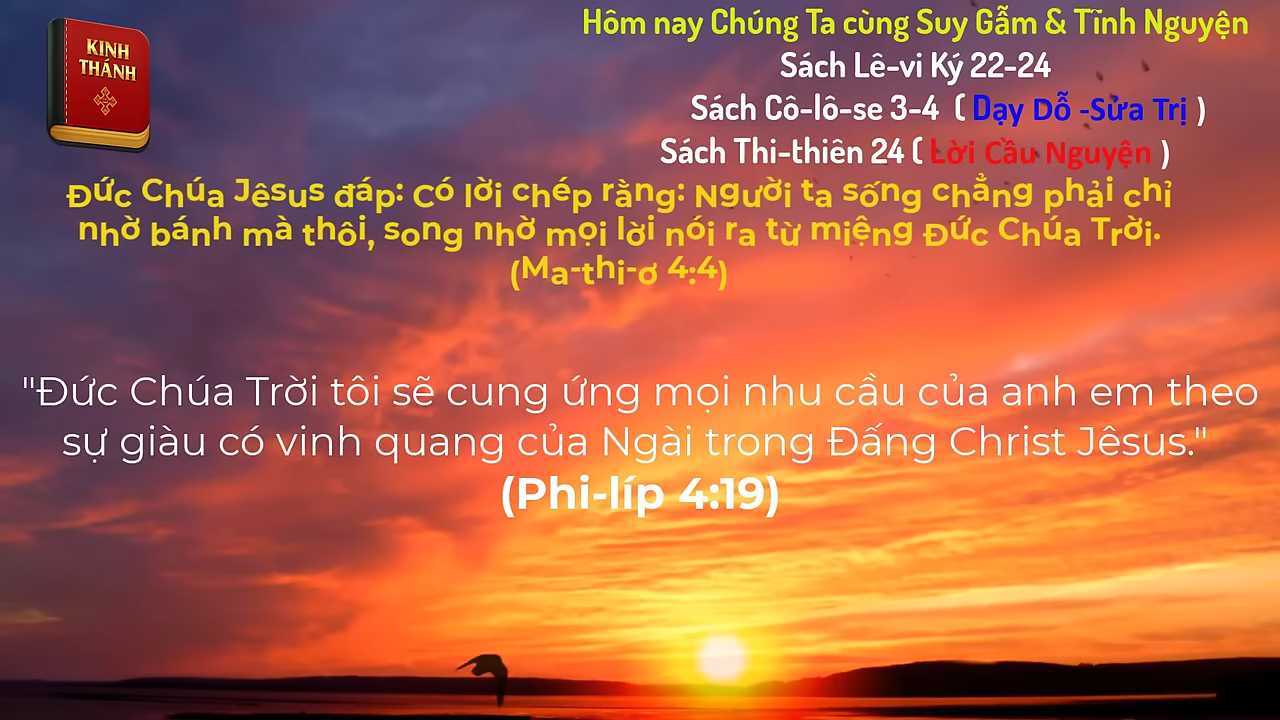 KINH
THÁNH
Hôm nay Chúng Ta cùng Suy Gẫm & Tĩnh Nguyện
Sách Lê-vi Ký 22-24
Sách Cô-lô-se 3-4 ( Dạy Dỗ -Sửa Trị )
Sách Thi-thiên 24 ( Lời Cầu Nguyện )
Đức Chúa Jêsus đáp: Có lời chép rằng: Người ta sống chẳng phải chỉ
nhờ bánh mà thôi, song nhờ mọi lời nói ra từ miệng Đức Chúa Trời.
(Ma-thi-ơ 4:4)
"Đức Chúa Trời tôi sẽ cung ứng mọi nhu cầu của anh em theo
sự giàu có vinh quang của Ngài trong Đấng Christ Jêsus."
(Phi-líp 4:19)